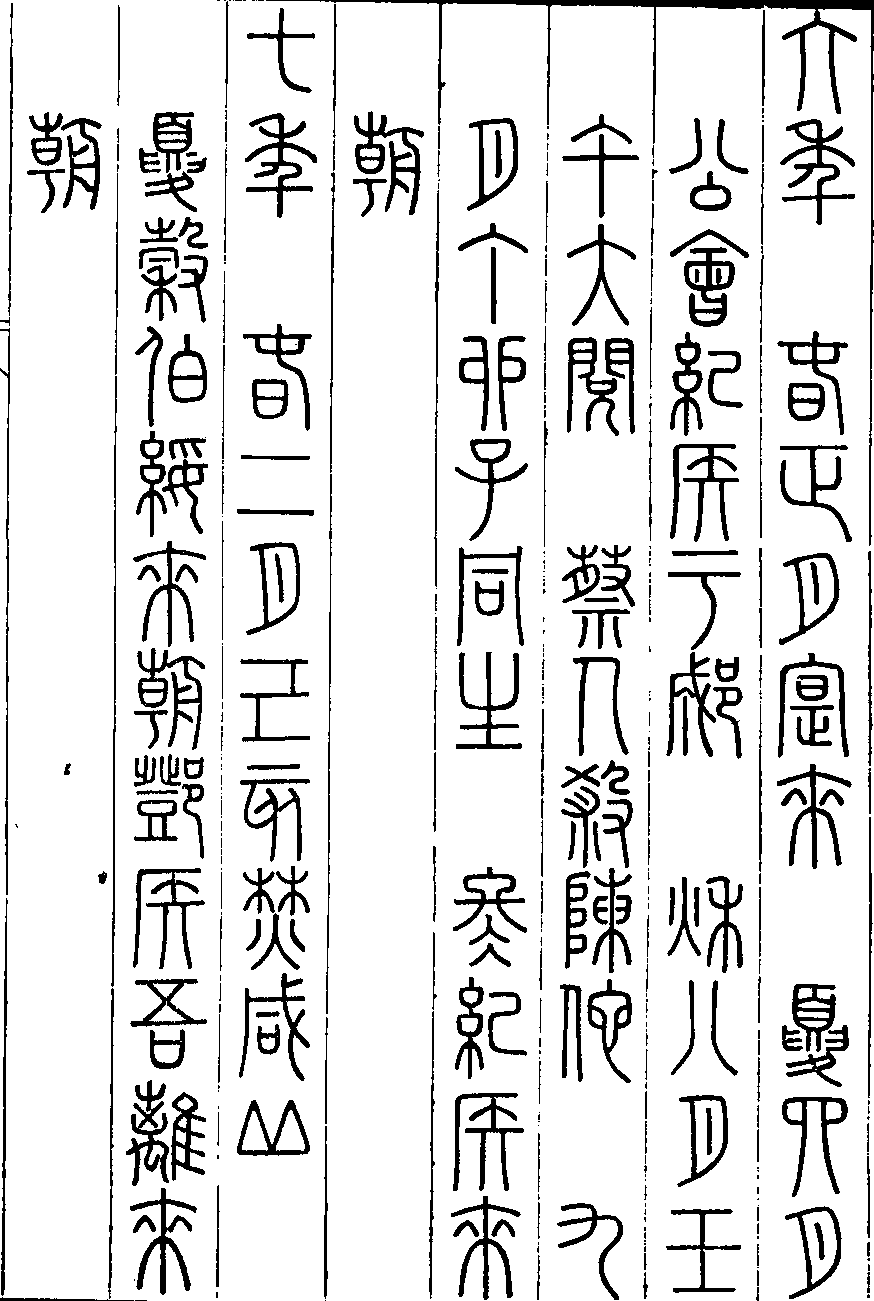 六年 春正月寔來 夏四月
公會紀侯于郕 秋八月壬
午大閱 蔡人殺陳佗 九
月丁卯子同生 冬紀侯來
朝
七年 春二月己亥焚咸丘
夏穀伯綏來朝鄧侯吾離來
朝